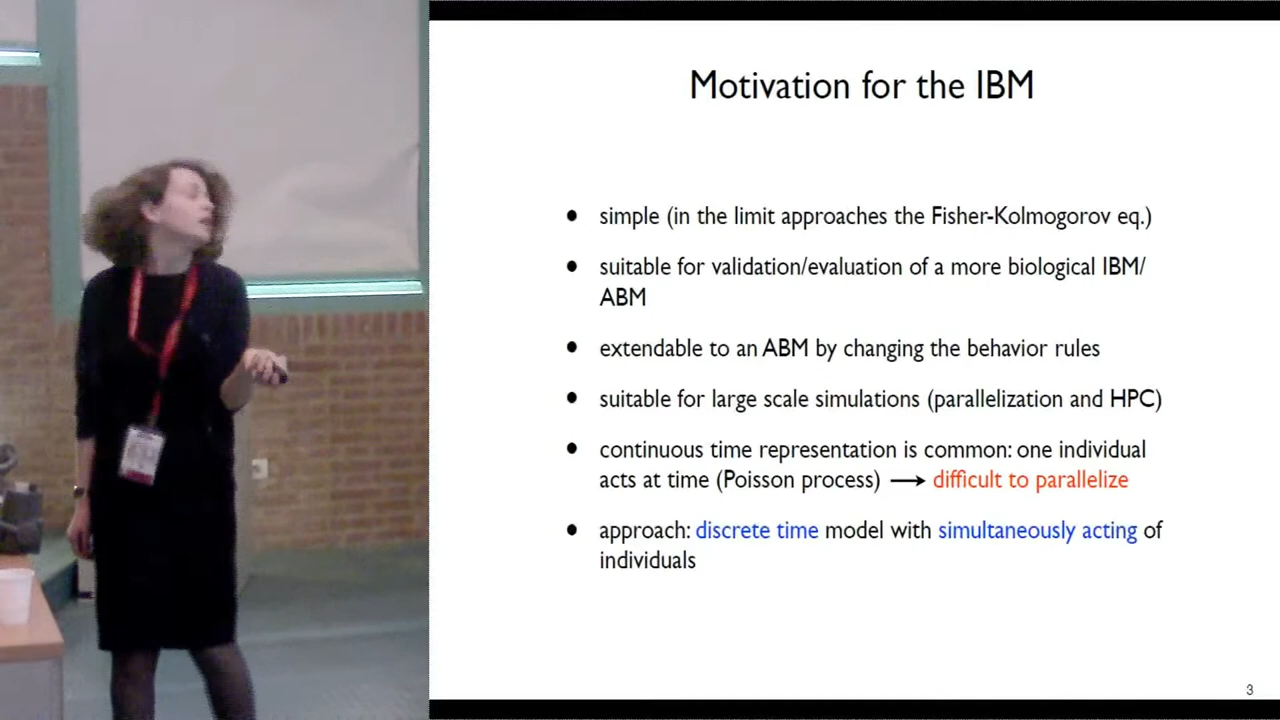 Motivation for the IBM
• simple (in the limit approaches the Fisher-Kolmogorov eq.)
• suitable for validation/evaluation of a more biological IBM/
ABM
• extendable to an ABM by changing the behavior rules
• suitable for large scale simulations (parallelization and HPC)
• continuous time representation is common: one individual
acts at time (Poisson process) → difficult to parallelize
• approach: discrete time model with simultaneously acting of
individuals
3